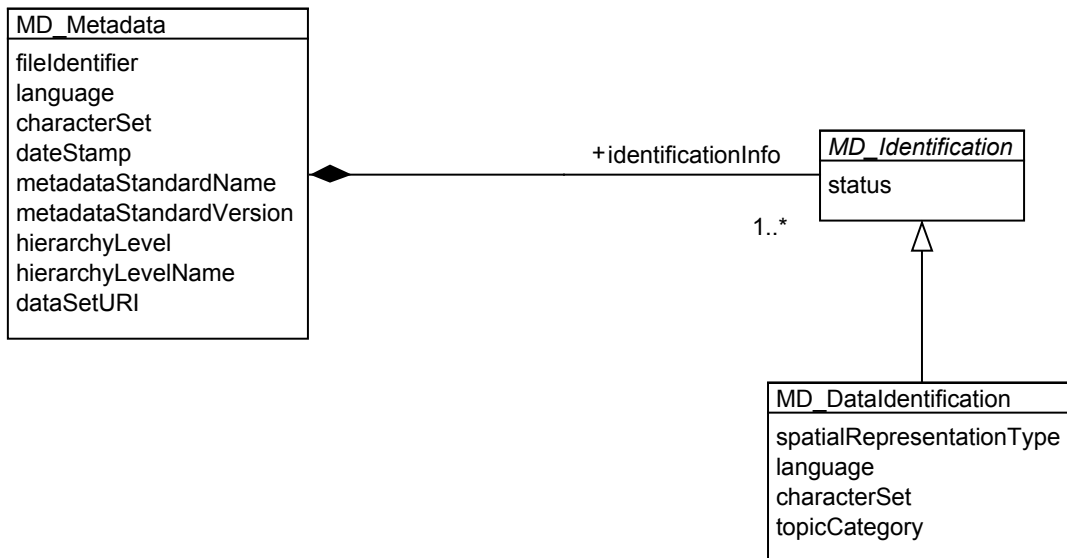 MD_Metadata
fileIdentifier
language
characterSet
dateStamp
metadataStandardName
metadataStandardVersion
hierarchyLevel
hierarchyLevelName
dataSetURI
+identificationInfo
1..*
MD_Identification
status
MD_DataIdentification
spatialRepresentationType
language
characterSet
topicCategory